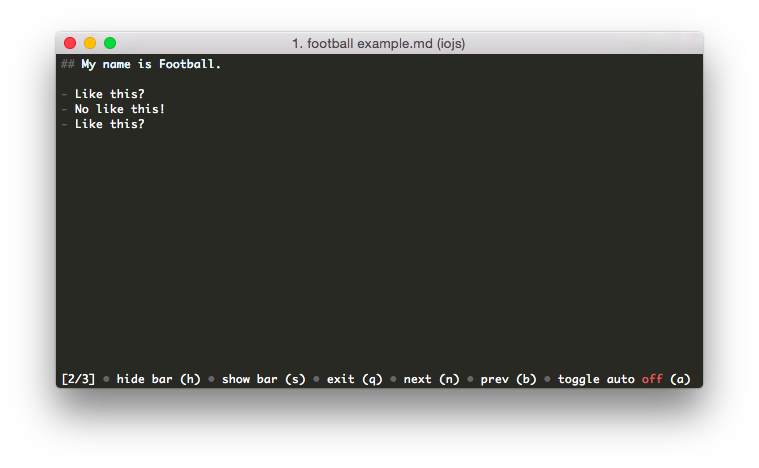 1. football example.md (iojs)
## My name is Football.
- Like this?
- No like this!
- Like this?
[2/3] ● hide bar (h) ● show bar (s) ● exit (q) ● next (n) ● prev (b) ● toggle auto off (a)